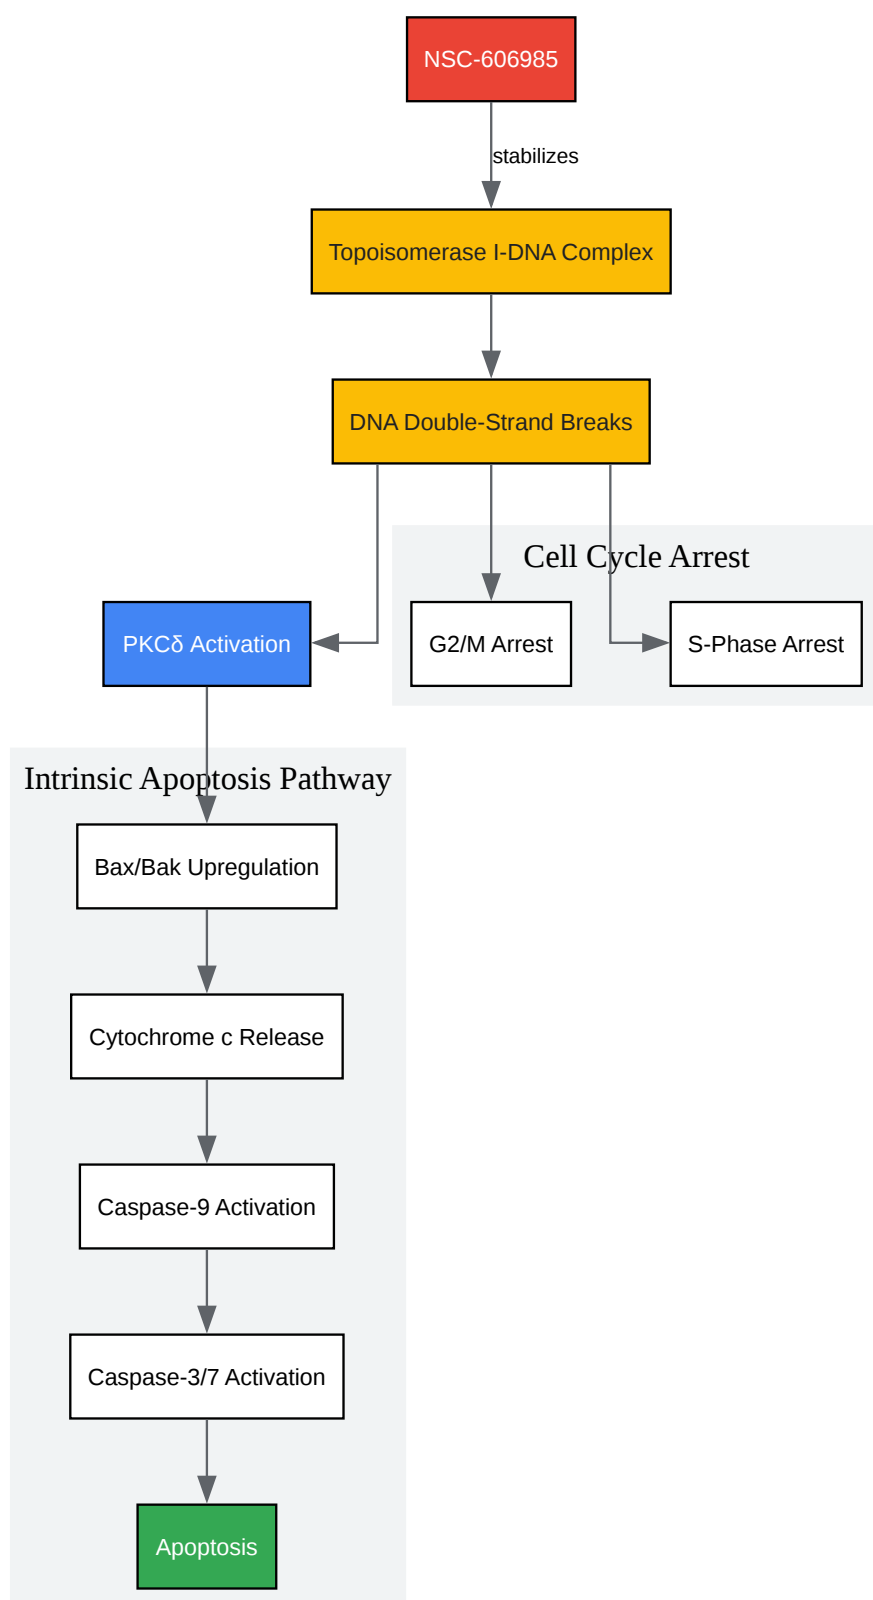 NSC-606985
stabilizes
Topoisomerase I-DNA Complex
DNA Double-Strand Breaks
Cell Cycle Arrest
PKCδ Activation
G2/M Arrest
S-Phase Arrest
Intrinsic Apoptosis Pathway
Bax/Bak Upregulation
Cytochrome c Release
Caspase-9 Activation
Caspase-3/7 Activation
Apoptosis